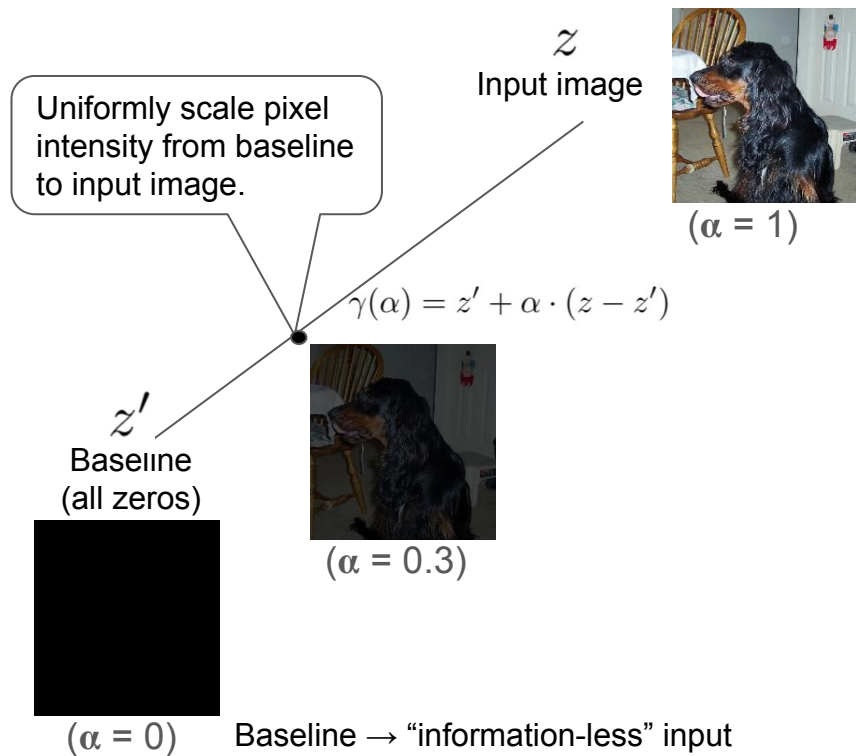 z
Input image
Uniformly scale pixel
intensity from baseline
to input image.
(α = 1)
γ(α) = z′ + α · (z − z′)
z′
Baseline
(all zeros)
(α = 0.3)
(α = 0)
Baseline → “information-less” input